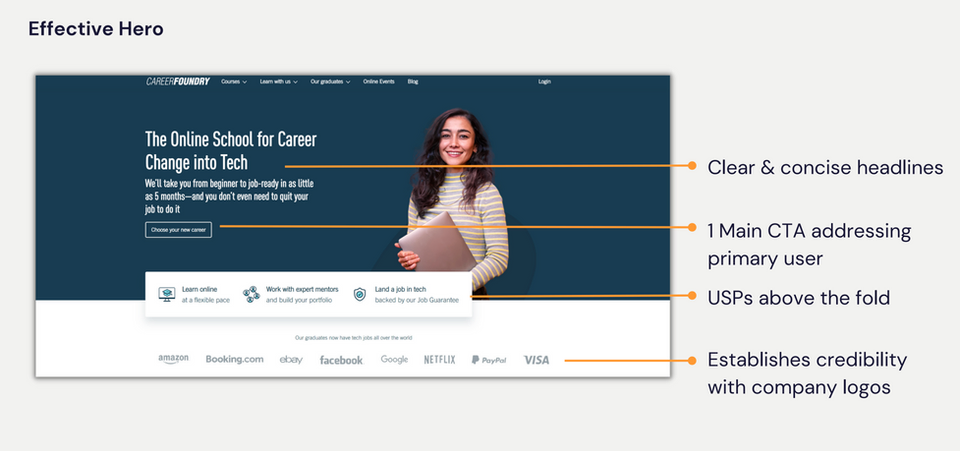 Effective Hero
CAREERFOUNDRY Courses Learn with us Our graduates Online Events Blog Login
The Online School for Career
Change into Tech
We'll take you from beginner to job-ready in as little
as 5 months—and you don't even need to quit your
job to do it
Choose your new career
Learn online
at a flexible pace
Work with expert mentors
and build your portfolio
Land a job in tech
backed by our Job Guarantee
Our graduates now have tech jobs all over the world
amazon Booking.com ebay facebook Google NETFLIX PayPal VISA
Clear & concise headlines
1 Main CTA addressing
primary user
USPs above the fold
Establishes credibility
with company logos